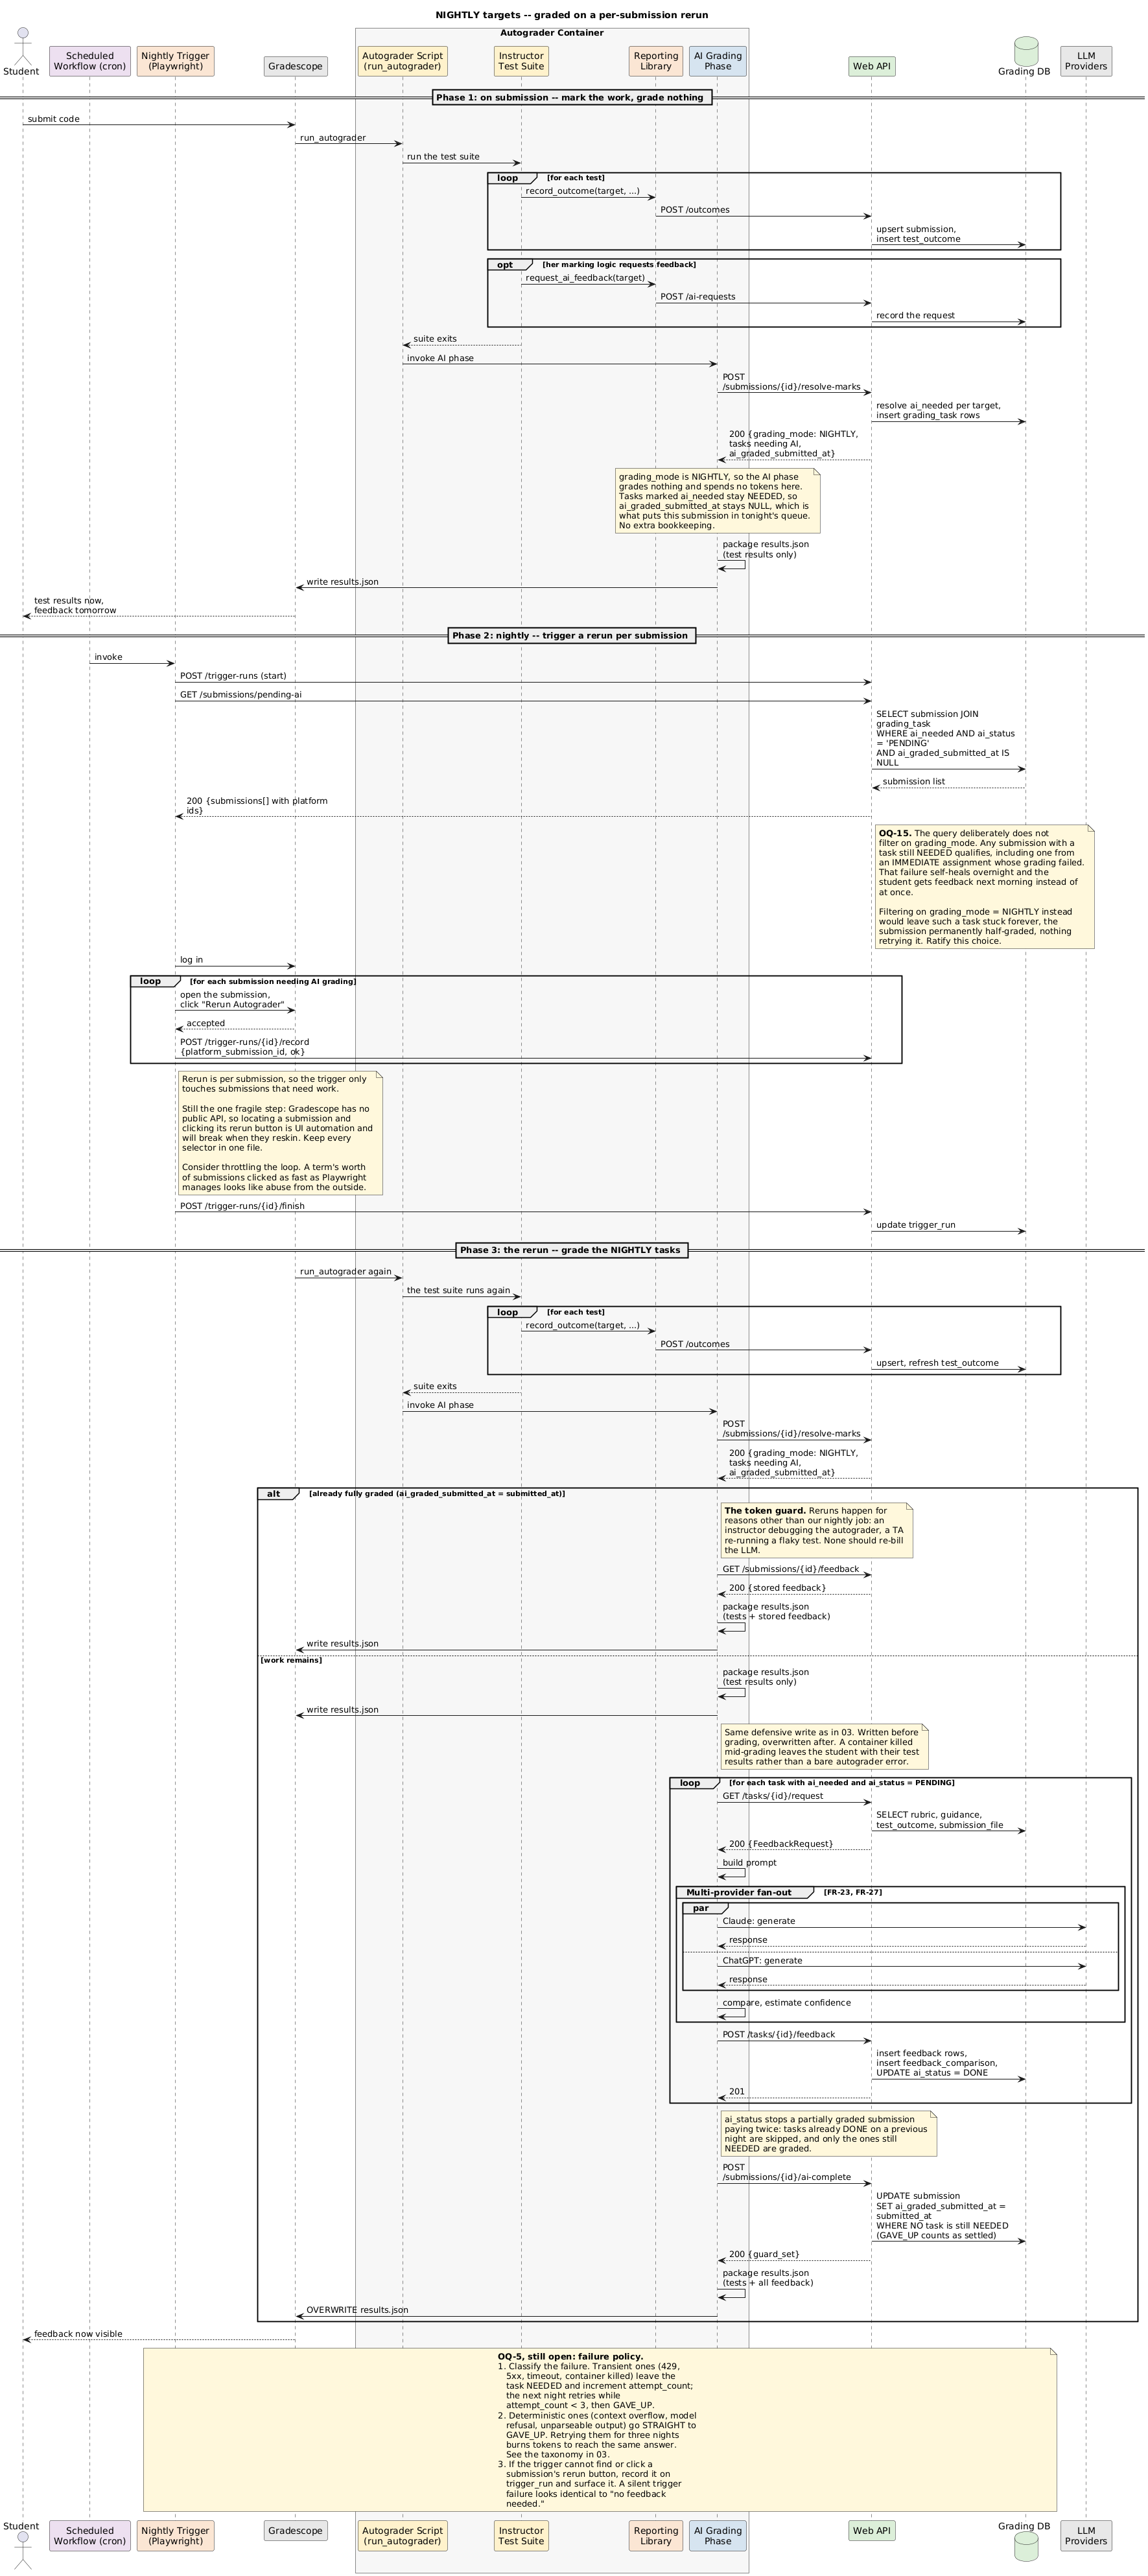 NIGHTLY targets -- graded on a per-submission rerun
Autograder Container
Student
Scheduled
Workflow (cron)
Nightly Trigger
(Playwright)
Gradescope
Autograder Script
(run_autograder)
Instructor
Test Suite
Reporting
Library
AI Grading
Phase
Web API
Grading DB
LLM
Providers
Phase 1: on submission -- mark the work, grade nothing
submit code
run_autograder
run the test suite
loop [for each test]
record_outcome(target, ...)
POST /outcomes
upsert submission,
insert test_outcome
opt [her marking logic requests feedback]
request_ai_feedback(target)
POST /ai-requests
record the request
suite exits
invoke AI phase
POST
/submissions/{id}/resolve-marks
resolve ai_needed per target,
insert grading_task rows
200 {grading_mode: NIGHTLY,
tasks needing AI,
ai_graded_submitted_at}
grading_mode is NIGHTLY, so the AI phase
grades nothing and spends no tokens here.
Tasks marked ai_needed stay NEEDED, so
ai_graded_submitted_at stays NULL, which is
what puts this submission in tonight's queue.
No extra bookkeeping.
package results.json
(test results only)
write results.json
test results now,
feedback tomorrow
Phase 2: nightly -- trigger a rerun per submission
invoke
POST /trigger-runs (start)
GET /submissions/pending-ai
SELECT submission JOIN
grading_task
WHERE ai_needed AND ai_status
= 'PENDING'
AND ai_graded_submitted_at IS
NULL
submission list
200 {submissions[] with platform
ids}
OQ-15. The query deliberately does not
filter on grading_mode. Any submission with a
task still NEEDED qualifies, including one from
an IMMEDIATE assignment whose grading failed.
That failure self-heals overnight and the
student gets feedback next morning instead of
at once.
Filtering on grading_mode = NIGHTLY instead
would leave such a task stuck forever, the
submission permanently half-graded, nothing
retrying it. Ratify this choice.
log in
loop [for each submission needing AI grading]
open the submission,
click "Rerun Autograder"
accepted
POST /trigger-runs/{id}/record
{platform_submission_id, ok}
Rerun is per submission, so the trigger only
touches submissions that need work.
Still the one fragile step: Gradescope has no
public API, so locating a submission and
clicking its rerun button is UI automation and
will break when they reskin. Keep every
selector in one file.
Consider throttling the loop. A term's worth
of submissions clicked as fast as Playwright
manages looks like abuse from the outside.
POST /trigger-runs/{id}/finish
update trigger_run
Phase 3: the rerun -- grade the NIGHTLY tasks
run_autograder again
the test suite runs again
loop [for each test]
record_outcome(target, ...)
POST /outcomes
upsert, refresh test_outcome
suite exits
invoke AI phase
POST
/submissions/{id}/resolve-marks
200 {grading_mode: NIGHTLY,
tasks needing AI,
ai_graded_submitted_at}
alt [already fully graded (ai_graded_submitted_at = submitted_at)]
The token guard. Reruns happen for
reasons other than our nightly job: an
instructor debugging the autograder, a TA
re-running a flaky test. None should re-bill
the LLM.
GET /submissions/{id}/feedback
200 {stored feedback}
package results.json
(tests + stored feedback)
write results.json
[work remains]
package results.json
(test results only)
write results.json
Same defensive write as in 03. Written before
grading, overwritten after. A container killed
mid-grading leaves the student with their test
results rather than a bare autograder error.
loop [for each task with ai_needed and ai_status = PENDING]
GET /tasks/{id}/request
SELECT rubric, guidance,
test_outcome, submission_file
200 {FeedbackRequest}
build prompt
Multi-provider fan-out [FR-23, FR-27]
par
Claude: generate
response
ChatGPT: generate
response
compare, estimate confidence
POST /tasks/{id}/feedback
insert feedback rows,
insert feedback_comparison,
UPDATE ai_status = DONE
201
ai_status stops a partially graded submission
paying twice: tasks already DONE on a previous
night are skipped, and only the ones still
NEEDED are graded.
POST
/submissions/{id}/ai-complete
UPDATE submission
SET ai_graded_submitted_at =
submitted_at
WHERE NO task is still NEEDED
(GAVE_UP counts as settled)
200 {guard_set}
package results.json
(tests + all feedback)
OVERWRITE results.json
feedback now visible
OQ-5, still open: failure policy.
1. Classify the failure. Transient ones (429,
5xx, timeout, container killed) leave the
task NEEDED and increment attempt_count;
the next night retries while
attempt_count < 3, then GAVE_UP.
2. Deterministic ones (context overflow, model
refusal, unparseable output) go STRAIGHT to
GAVE_UP. Retrying them for three nights
burns tokens to reach the same answer.
See the taxonomy in 03.
3. If the trigger cannot find or click a
submission's rerun button, record it on
trigger_run and surface it. A silent trigger
failure looks identical to "no feedback
needed."
Student
Scheduled
Workflow (cron)
Nightly Trigger
(Playwright)
Gradescope
Autograder Script
(run_autograder)
Instructor
Test Suite
Reporting
Library
AI Grading
Phase
Web API
Grading DB
LLM
Providers